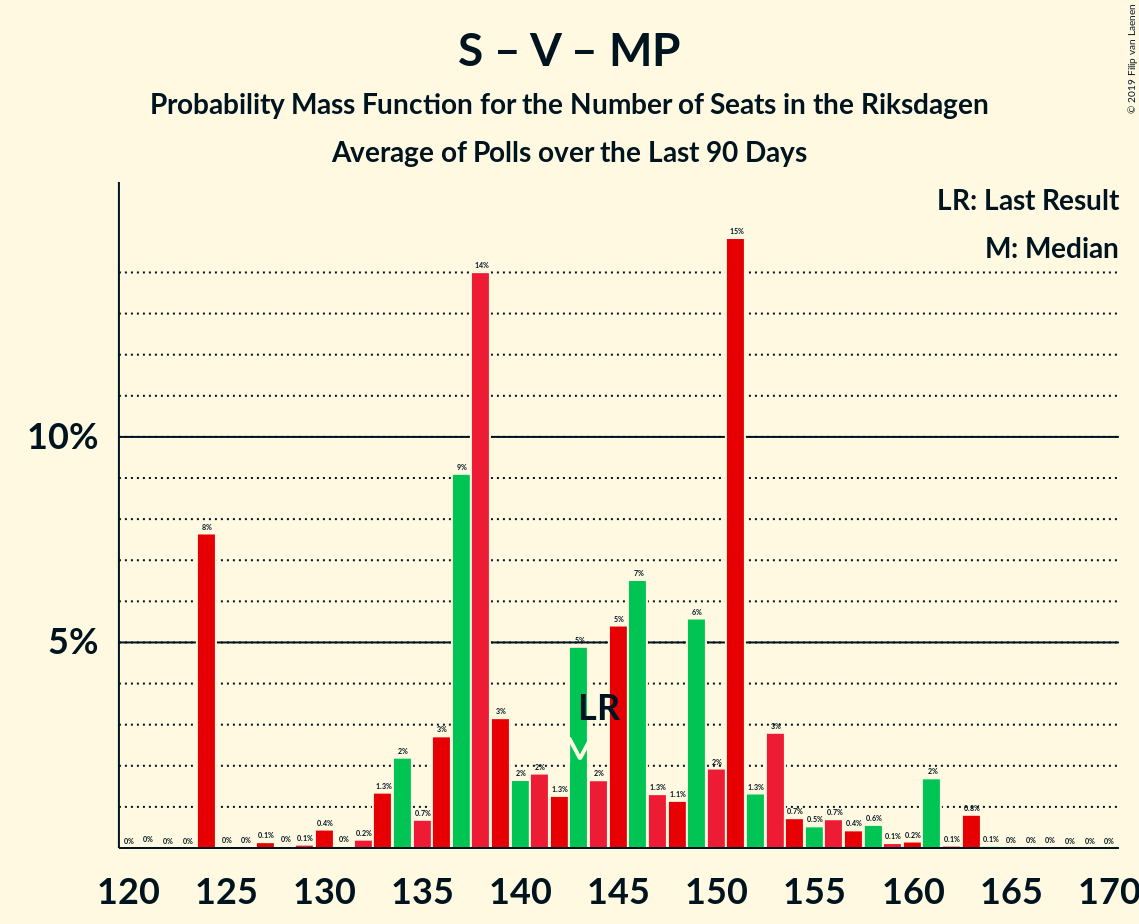 S – V – MP
Probability Mass Function for the Number of Seats in the Riksdagen
Average of Polls over the Last 90 Days
© 2019 Filip van Laenen
LR: Last Result
M: Median
10%
5%
0% 0% 0% 0% 8% 0% 0% 0.1% 0% 0.1% 0.4% 0% 0.2% 1.3% 2% 0.7% 3% 9% 14% 3% 2% 2% 1.3% 5% 2% 5% 7% 1.3% 1.1% 6% 2% 15% 1.3% 3% 0.7% 0.5% 0.7% 0.4% 0.6% 0.1% 0.2% 2% 0.1% 0.8% 0.1% 0% 0% 0% 0% 0% 0%
LR
M
120 125 130 135 140 145 150 155 160 165 170